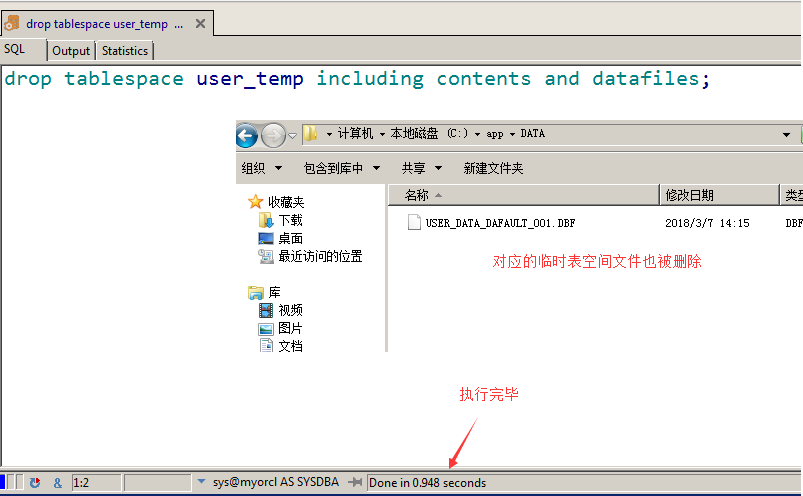 drop tablespace user_temp ...
SQL Output Statistics
drop tablespace user_temp including contents and datafiles;
计算机 本地磁盘 (C:) app DATA
组织 包含到库中 共享 新建文件夹
收藏夹
下载
桌面
最近访问的位置
库
视频
图片
文档
名称 修改日期 类型
USER_DATA_DAFAULT_001.DBF 2018/3/7 14:15 DBF
对应的临时表空间文件也被删除
执行完毕
& 1:2 sys@myorcl AS SYSDBA Done in 0.948 seconds